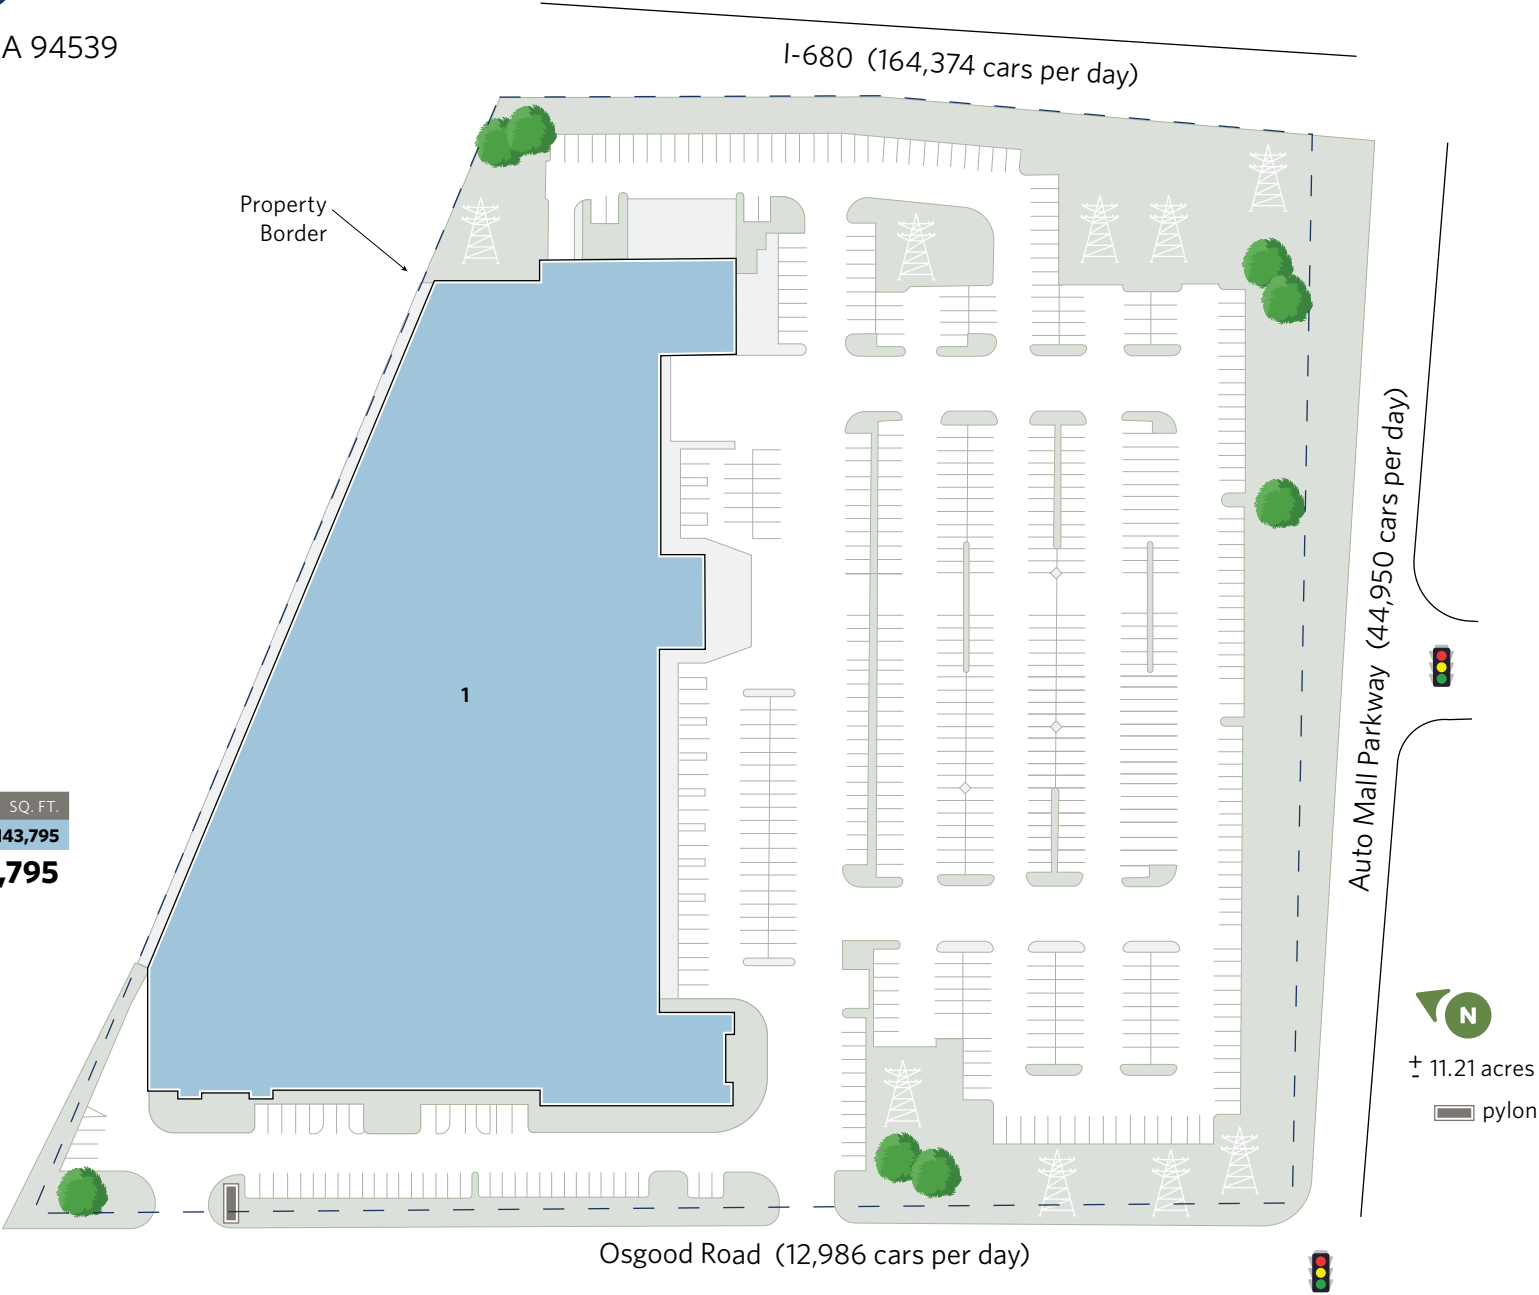 A 94539
I-680 (164,374 cars per day)
Property
Border
Auto Mall Parkway (44,950 cars per day)
1
SQ. FT.
143,795
,795
N
± 11.21 acres
pylon
Osgood Road (12,986 cars per day)